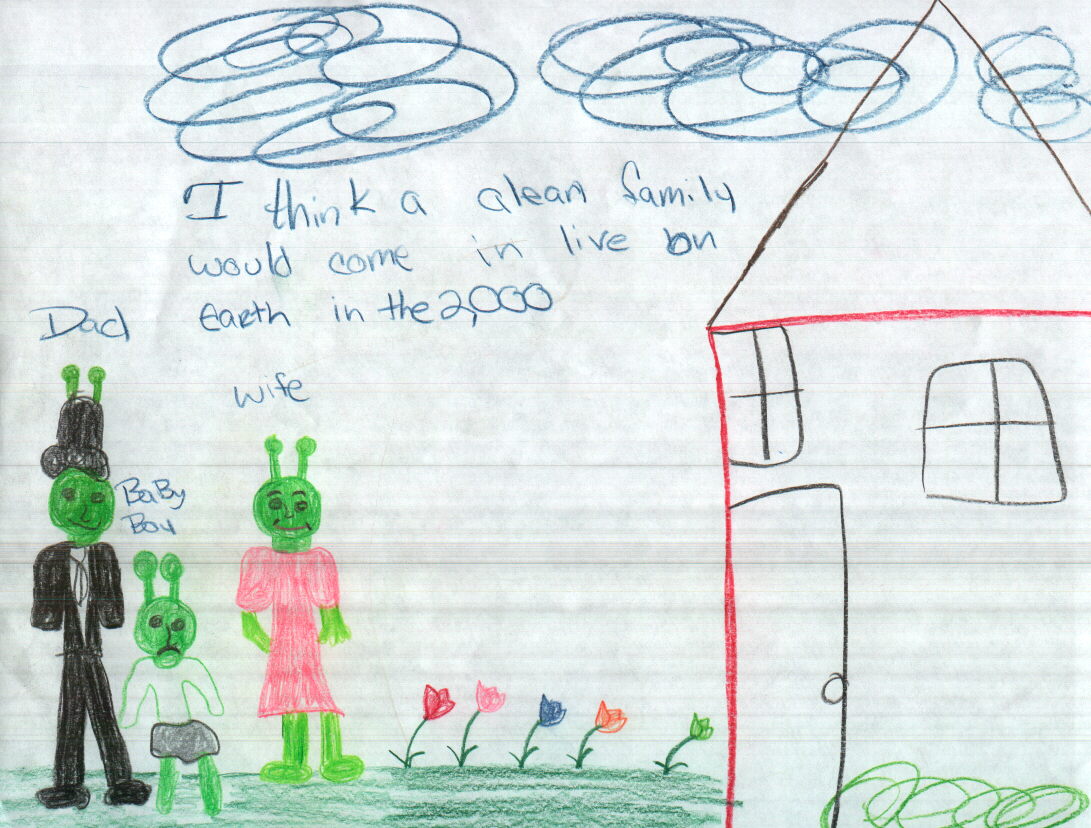 I think a alean family
would come in live on
Earth in the 2,000
Dad
wife
BaBy
Boy